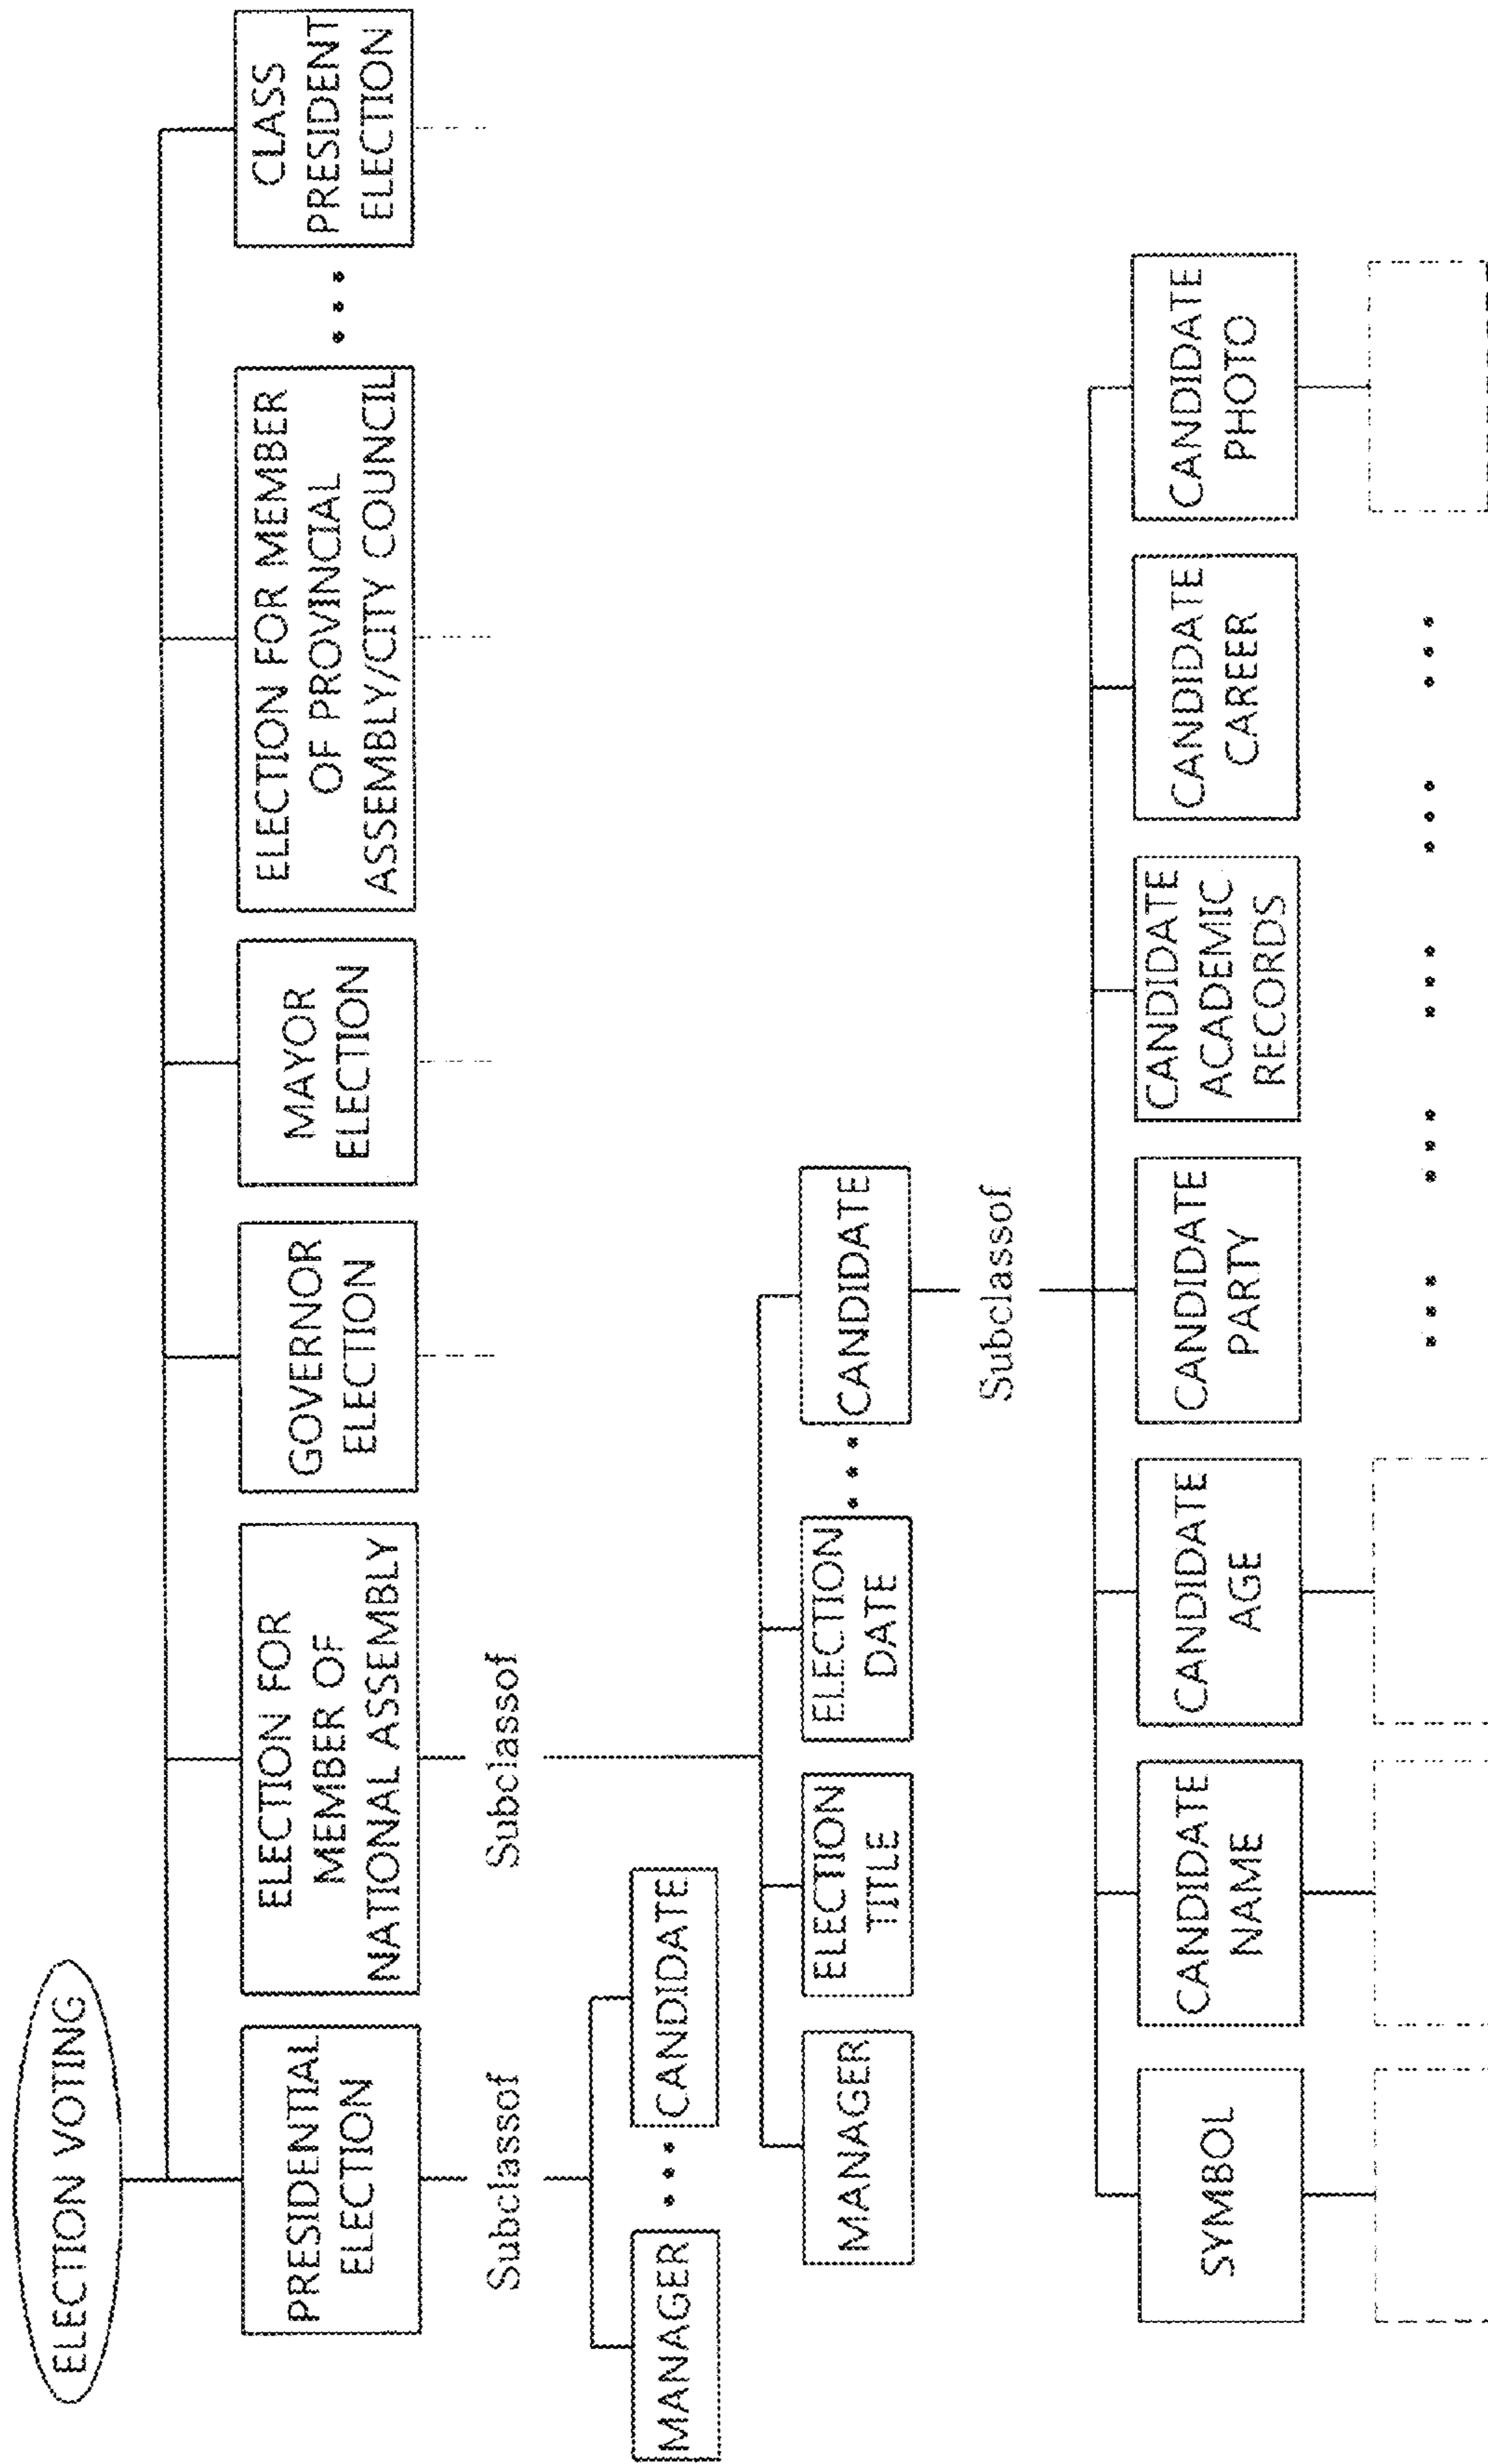 ELECTION VOTING
PRESIDENTIAL
ELECTION
ELECTION FOR
MEMBER OF
NATIONAL ASSEMBLY
GOVERNOR
ELECTION
MAYOR
ELECTION
ELECTION FOR MEMBER
OF PROVINCIAL
ASSEMBLY/CITY COUNCIL
CLASS
PRESIDENT
ELECTION
Subclassof
Subclassof
MANAGER
CANDIDATE
MANAGER
ELECTION
TITLE
ELECTION
DATE
CANDIDATE
Subclassof
SYMBOL
CANDIDATE
NAME
CANDIDATE
AGE
CANDIDATE
PARTY
CANDIDATE
ACADEMIC
RECORDS
CANDIDATE
CAREER
CANDIDATE
PHOTO